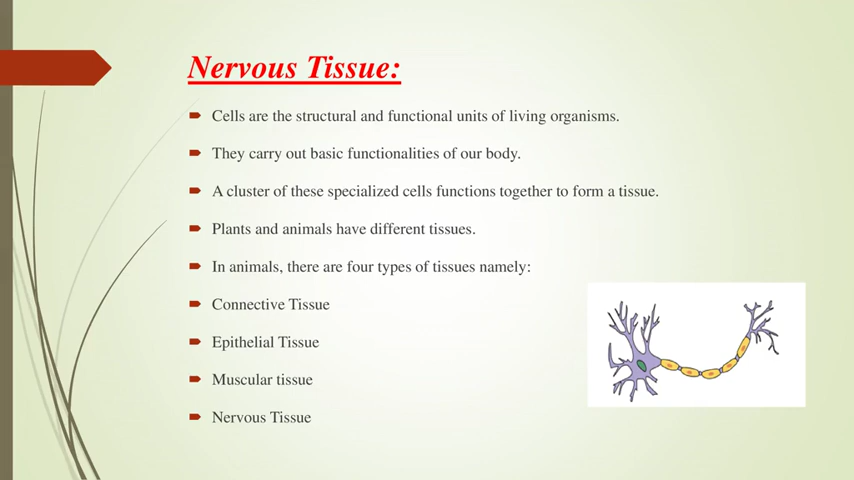 Nervous Tissue:
Cells are the structural and functional units of living organisms.
They carry out basic functionalities of our body.
A cluster of these specialized cells functions together to form a tissue.
Plants and animals have different tissues.
In animals, there are four types of tissues namely:
Connective Tissue
Epithelial Tissue
Muscular tissue
Nervous Tissue